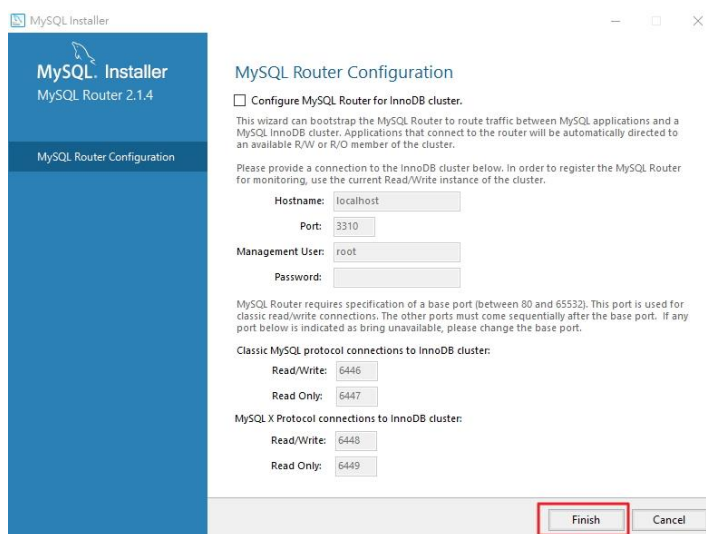 MySQL Installer
MySQL. Installer
MySQL Router 2.1.4
MySQL Router Configuration
MySQL Router Configuration
Configure MySQL Router for InnoDB cluster.
This wizard can bootstrap the MySQL Router to route traffic between MySQL applications and a
MySQL InnoDB cluster. Applications that connect to the router will be automatically directed to
an available R/W or R/O member of the cluster.
Please provide a connection to the InnoDB cluster below. In order to register the MySQL Router
for monitoring, use the current Read/Write instance of the cluster.
Hostname: localhost
Port: 3310
Management User: root
Password:
MySQL Router requires specification of a base port (between 80 and 65532). This port is used for
classic read/write connections. The other ports must come sequentially after the base port. If any
port below is indicated as bring unavailable, please change the base port.
Classic MySQL protocol connections to InnoDB cluster:
Read/Write: 6446
Read Only: 6447
MySQL X Protocol connections to InnoDB cluster:
Read/Write: 6448
Read Only: 6449
Finish Cancel